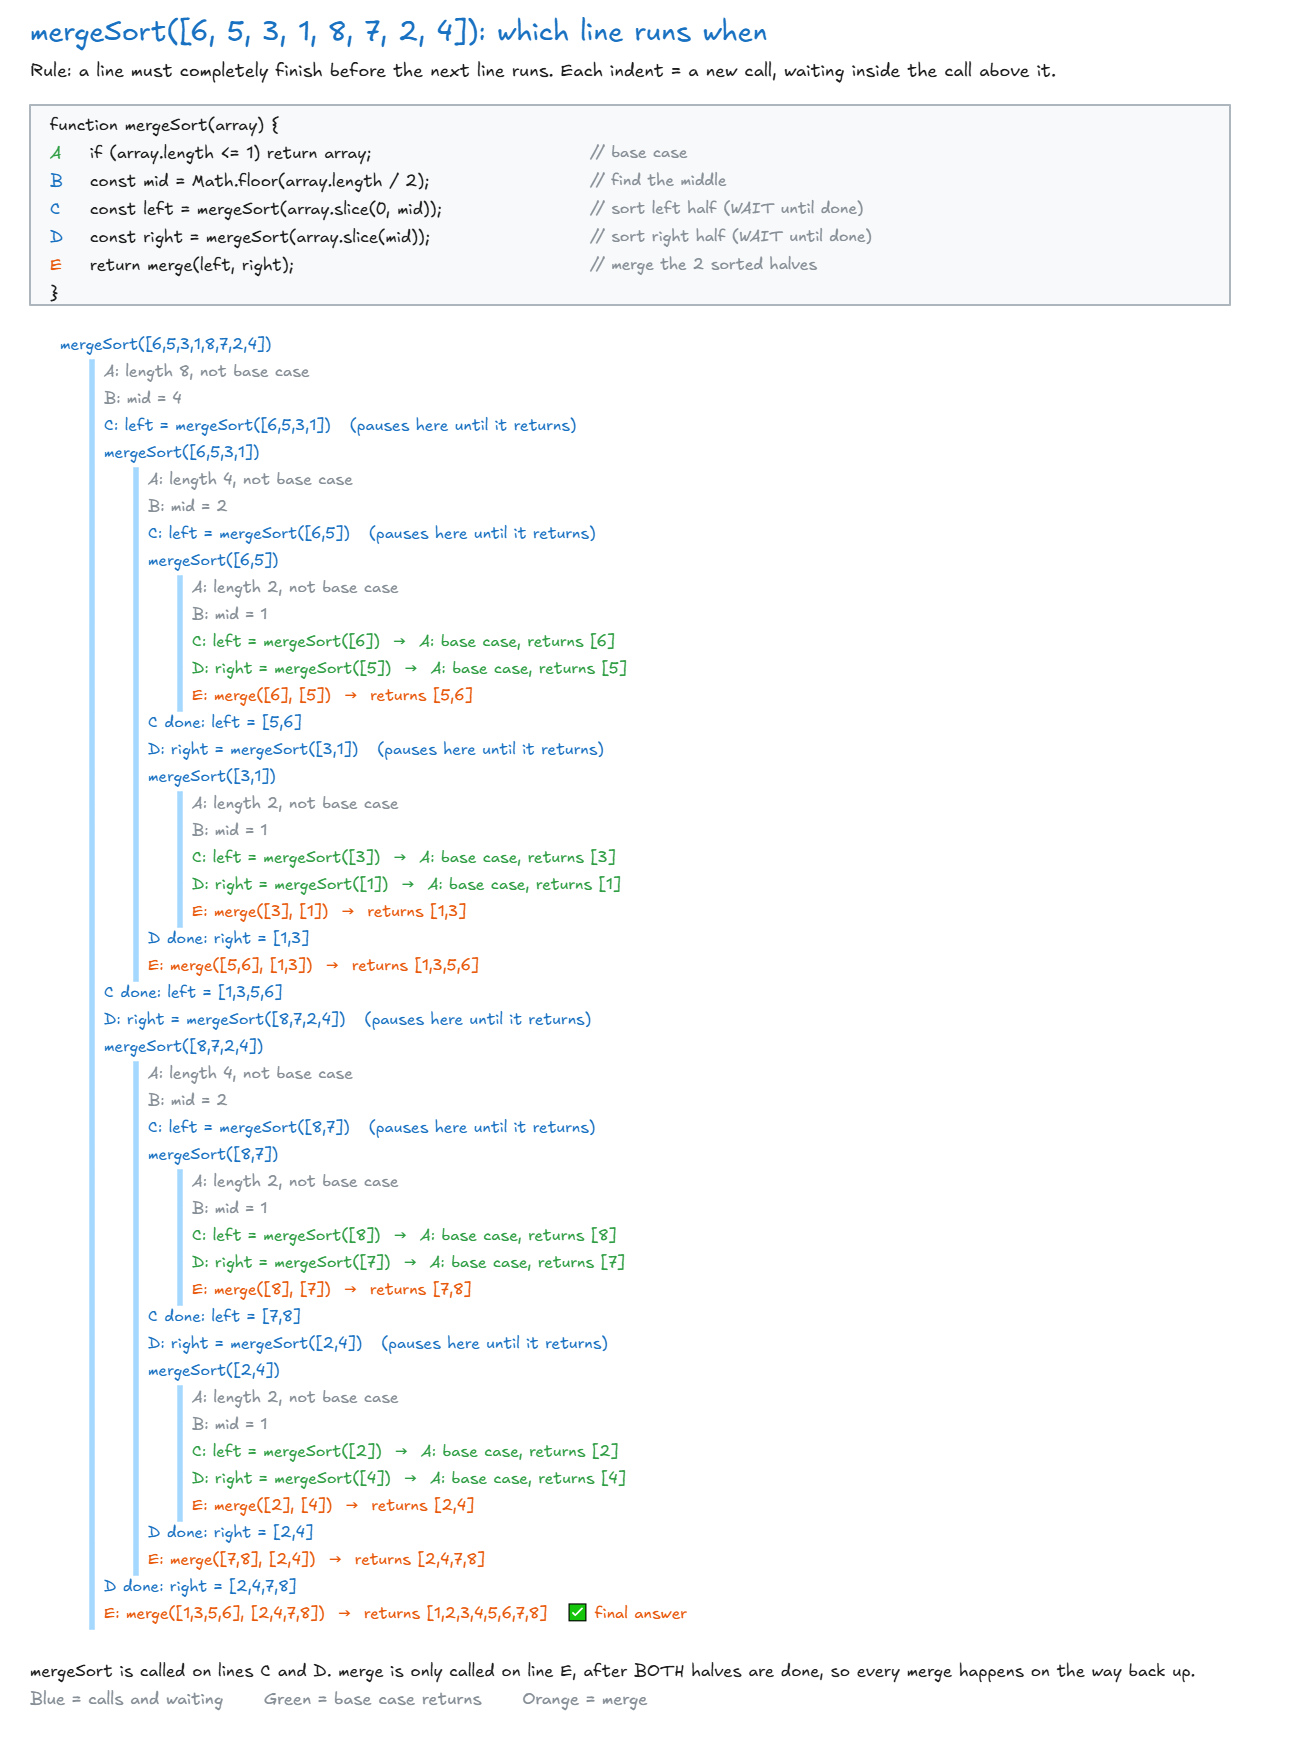 mergeSort([6, 5, 3, 1, 8, 7, 2, 4]): which line runs when
Rule: a line must completely finish before the next line runs. Each indent = a new call, waiting inside the call above it.
function mergeSort(array) {
A if (array.length <= 1) return array; // base case
B const mid = Math.floor(array.length / 2); // find the middle
C const left = mergeSort(array.slice(0, mid)); // sort left half (WAIT until done)
D const right = mergeSort(array.slice(mid)); // sort right half (WAIT until done)
E return merge(left, right); // merge the 2 sorted halves
}
mergeSort([6,5,3,1,8,7,2,4])
A: length 8, not base case
B: mid = 4
C: left = mergeSort([6,5,3,1]) (pauses here until it returns)
mergeSort([6,5,3,1])
A: length 4, not base case
B: mid = 2
C: left = mergeSort([6,5]) (pauses here until it returns)
mergeSort([6,5])
A: length 2, not base case
B: mid = 1
C: left = mergeSort([6]) → A: base case, returns [6]
D: right = mergeSort([5]) → A: base case, returns [5]
E: merge([6], [5]) → returns [5,6]
C done: left = [5,6]
D: right = mergeSort([3,1]) (pauses here until it returns)
mergeSort([3,1])
A: length 2, not base case
B: mid = 1
C: left = mergeSort([3]) → A: base case, returns [3]
D: right = mergeSort([1]) → A: base case, returns [1]
E: merge([3], [1]) → returns [1,3]
D done: right = [1,3]
E: merge([5,6], [1,3]) → returns [1,3,5,6]
C done: left = [1,3,5,6]
D: right = mergeSort([8,7,2,4]) (pauses here until it returns)
mergeSort([8,7,2,4])
A: length 4, not base case
B: mid = 2
C: left = mergeSort([8,7]) (pauses here until it returns)
mergeSort([8,7])
A: length 2, not base case
B: mid = 1
C: left = mergeSort([8]) → A: base case, returns [8]
D: right = mergeSort([7]) → A: base case, returns [7]
E: merge([8], [7]) → returns [7,8]
C done: left = [7,8]
D: right = mergeSort([2,4]) (pauses here until it returns)
mergeSort([2,4])
A: length 2, not base case
B: mid = 1
C: left = mergeSort([2]) → A: base case, returns [2]
D: right = mergeSort([4]) → A: base case, returns [4]
E: merge([2], [4]) → returns [2,4]
D done: right = [2,4]
E: merge([7,8], [2,4]) → returns [2,4,7,8]
D done: right = [2,4,7,8]
E: merge([1,3,5,6], [2,4,7,8]) → returns [1,2,3,4,5,6,7,8] ✅ final answer
mergeSort is called on lines C and D. merge is only called on line E, after BOTH halves are done, so every merge happens on the way back up.
Blue = calls and waiting Green = base case returns Orange = merge